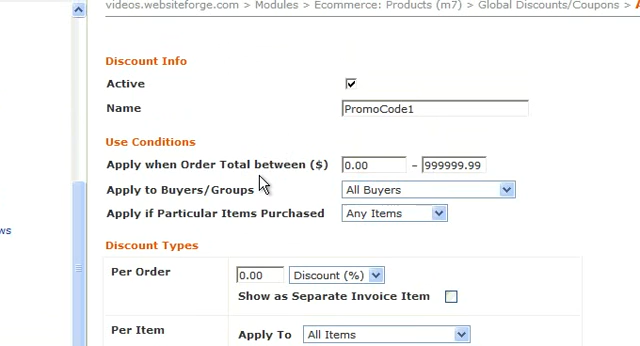 videos.websiteforge.com > Modules > Ecommerce: Products (m7) > Global Discounts/Coupons >
Discount Info
Active
Name PromoCode1
Use Conditions
Apply when Order Total between ($) 0.00 – 999999.99
Apply to Buyers/Groups All Buyers
Apply if Particular Items Purchased Any Items
ws
Discount Types
Per Order 0.00 Discount (%)
Show as Separate Invoice Item
Per Item Apply To All Items